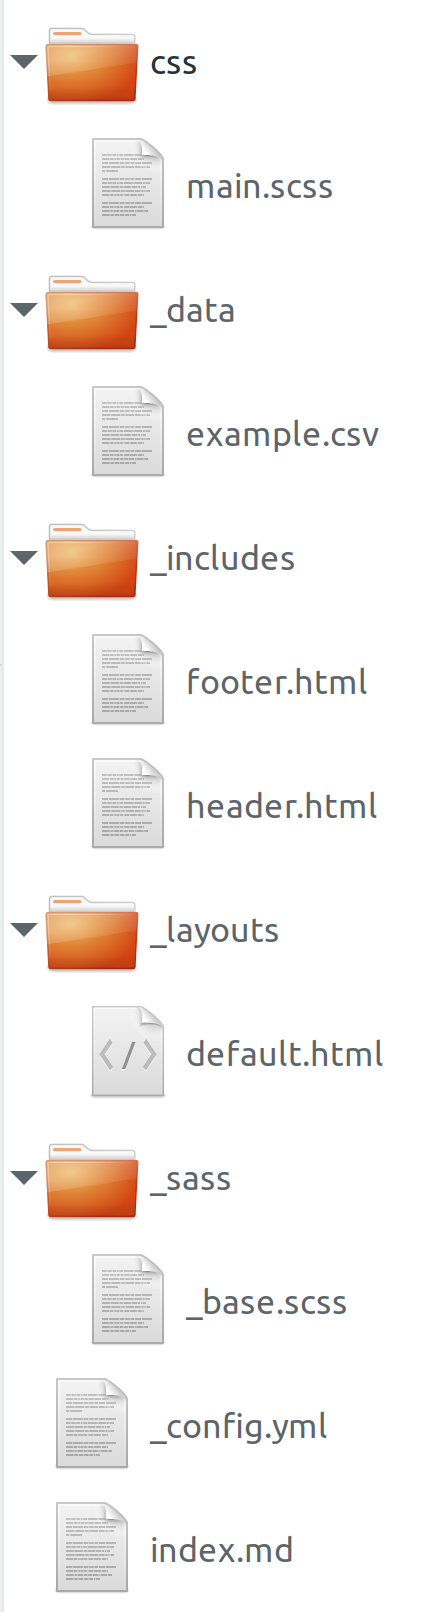 css
main.scss
_data
example.csv
_includes
footer.html
header.html
_layouts
default.html
_sass
_base.scss
_config.yml
index.md